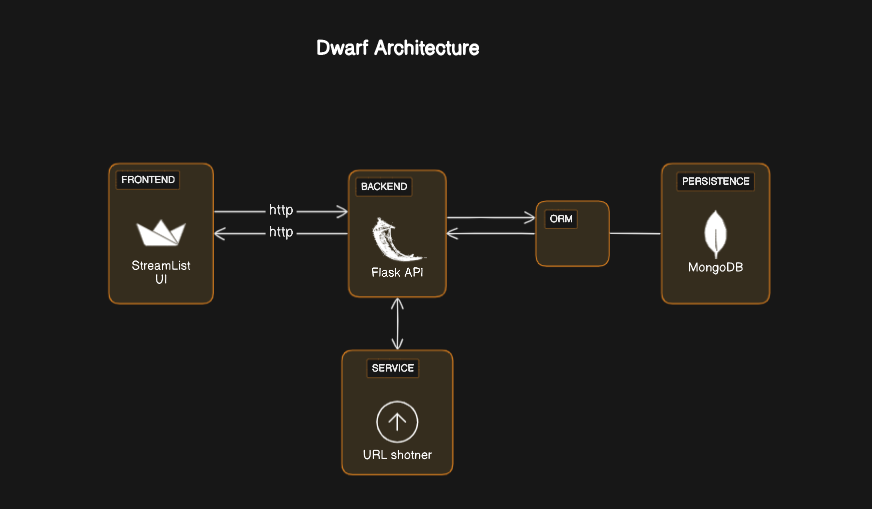 Dwarf Architecture
FRONTEND
StreamList
UI
http
http
BACKEND
Flask API
ORM
PERSISTENCE
MongoDB
SERVICE
URL shotner